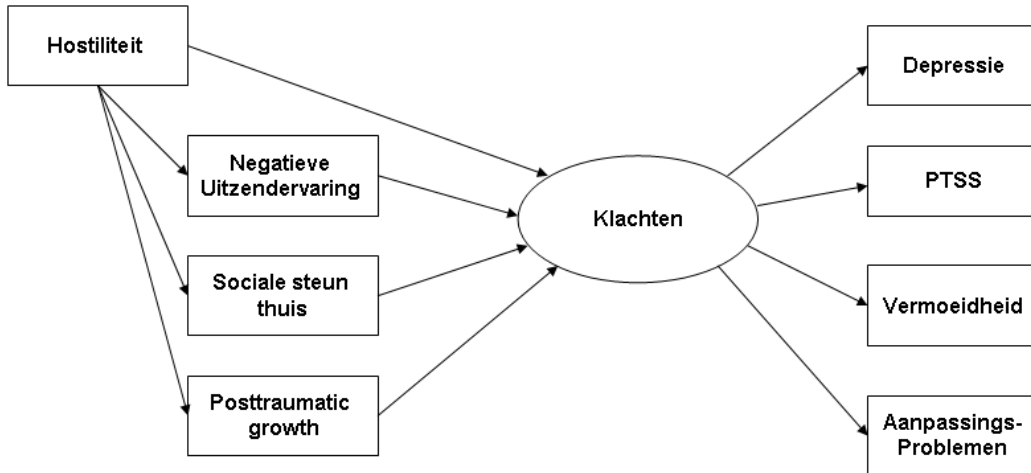 Hostiliteit
Negatieve
Uitzendervaring
Sociale steun
thuis
Posttraumatic
growth
Klachten
Depressie
PTSS
Vermoeidheid
Aanpassings-
Problemen